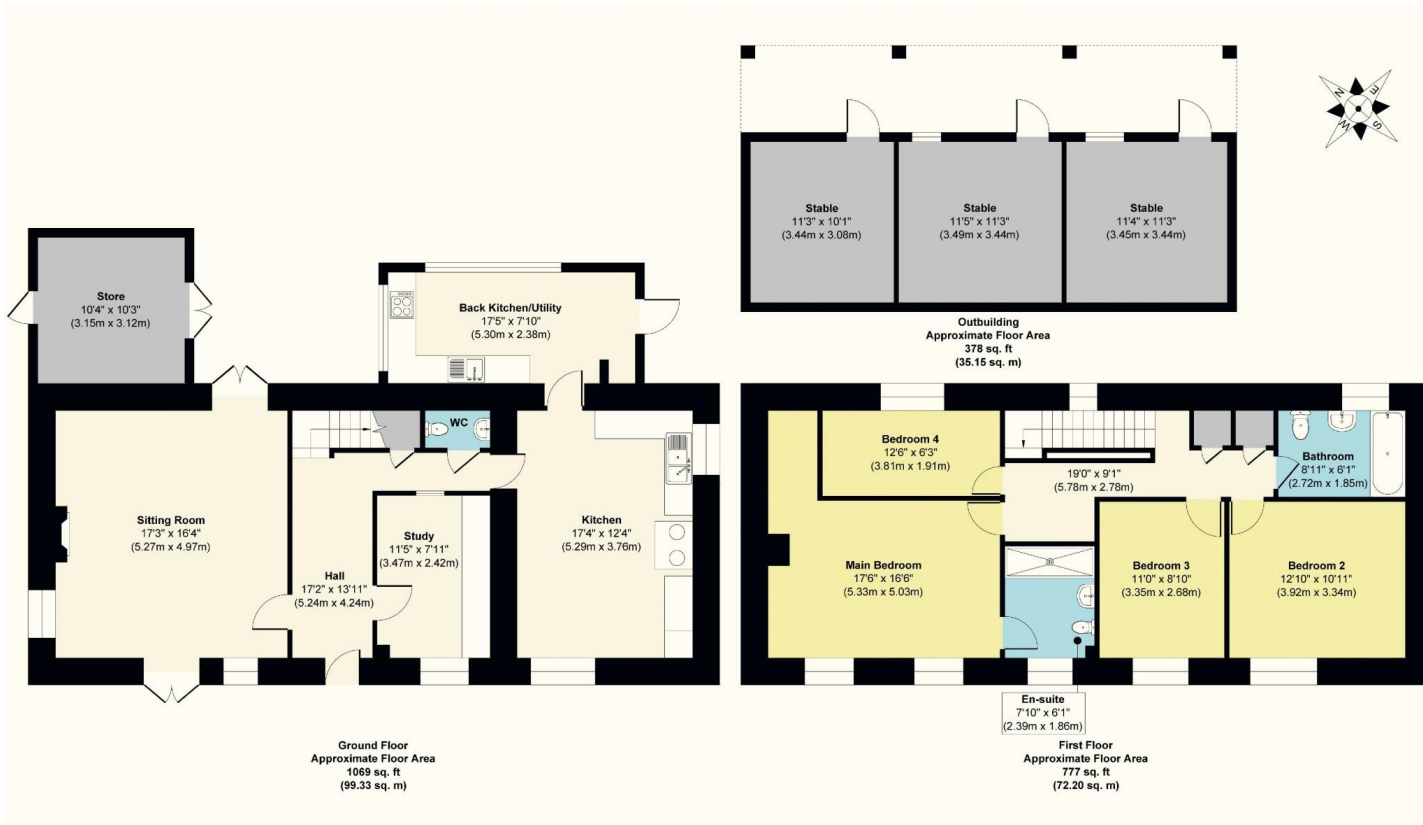 N
E
W
S
Stable
11'3" x 10'1"
(3.44m x 3.08m)
Stable
11'5" x 11'3"
(3.49m x 3.44m)
Stable
11'4" x 11'3"
(3.45m x 3.44m)
Outbuilding
Approximate Floor Area
378 sq. ft
(35.15 sq. m)
Store
10'4" x 10'3"
(3.15m x 3.12m)
Back Kitchen/Utility
17'5" x 7'10"
(5.30m x 2.38m)
WC
Sitting Room
17'3" x 16'4"
(5.27m x 4.97m)
Hall
17'2" x 13'11"
(5.24m x 4.24m)
Study
11'5" x 7'11"
(3.47m x 2.42m)
Kitchen
17'4" x 12'4"
(5.29m x 3.76m)
Ground Floor
Approximate Floor Area
1069 sq. ft
(99.33 sq. m)
Bedroom 4
12'6" x 6'3"
(3.81m x 1.91m)
19'0" x 9'1"
(5.78m x 2.78m)
Bathroom
8'11" x 6'1"
(2.72m x 1.85m)
Main Bedroom
17'6" x 16'6"
(5.33m x 5.03m)
Bedroom 3
11'0" x 8'10"
(3.35m x 2.68m)
Bedroom 2
12'10" x 10'11"
(3.92m x 3.34m)
En-suite
7'10" x 6'1"
(2.39m x 1.86m)
First Floor
Approximate Floor Area
777 sq. ft
(72.20 sq. m)